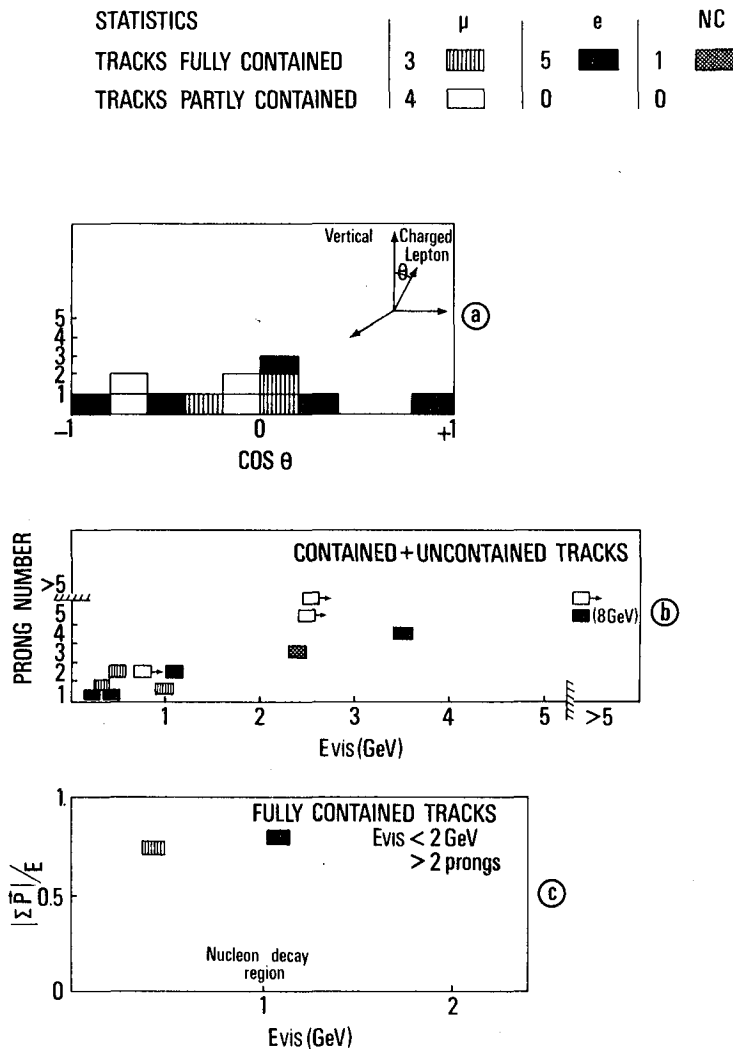 STATISTICS μ e NC
TRACKS FULLY CONTAINED 3 5 1
TRACKS PARTLY CONTAINED 4 0 0
Vertical Charged
Lepton
θ
5
4
3
2
1
-1 0 +1
COS θ
a
CONTAINED + UNCONTAINED TRACKS
PRONG NUMBER
>5
5
4
3
2
1
(8GeV)
b
1 2 3 4 5 >5
Evis (GeV)
FULLY CONTAINED TRACKS
Evis < 2 GeV
> 2 prongs
|Σ P⃗|/E
1.
0.5
0
Nucleon decay
region
c
1 2
Evis (GeV)